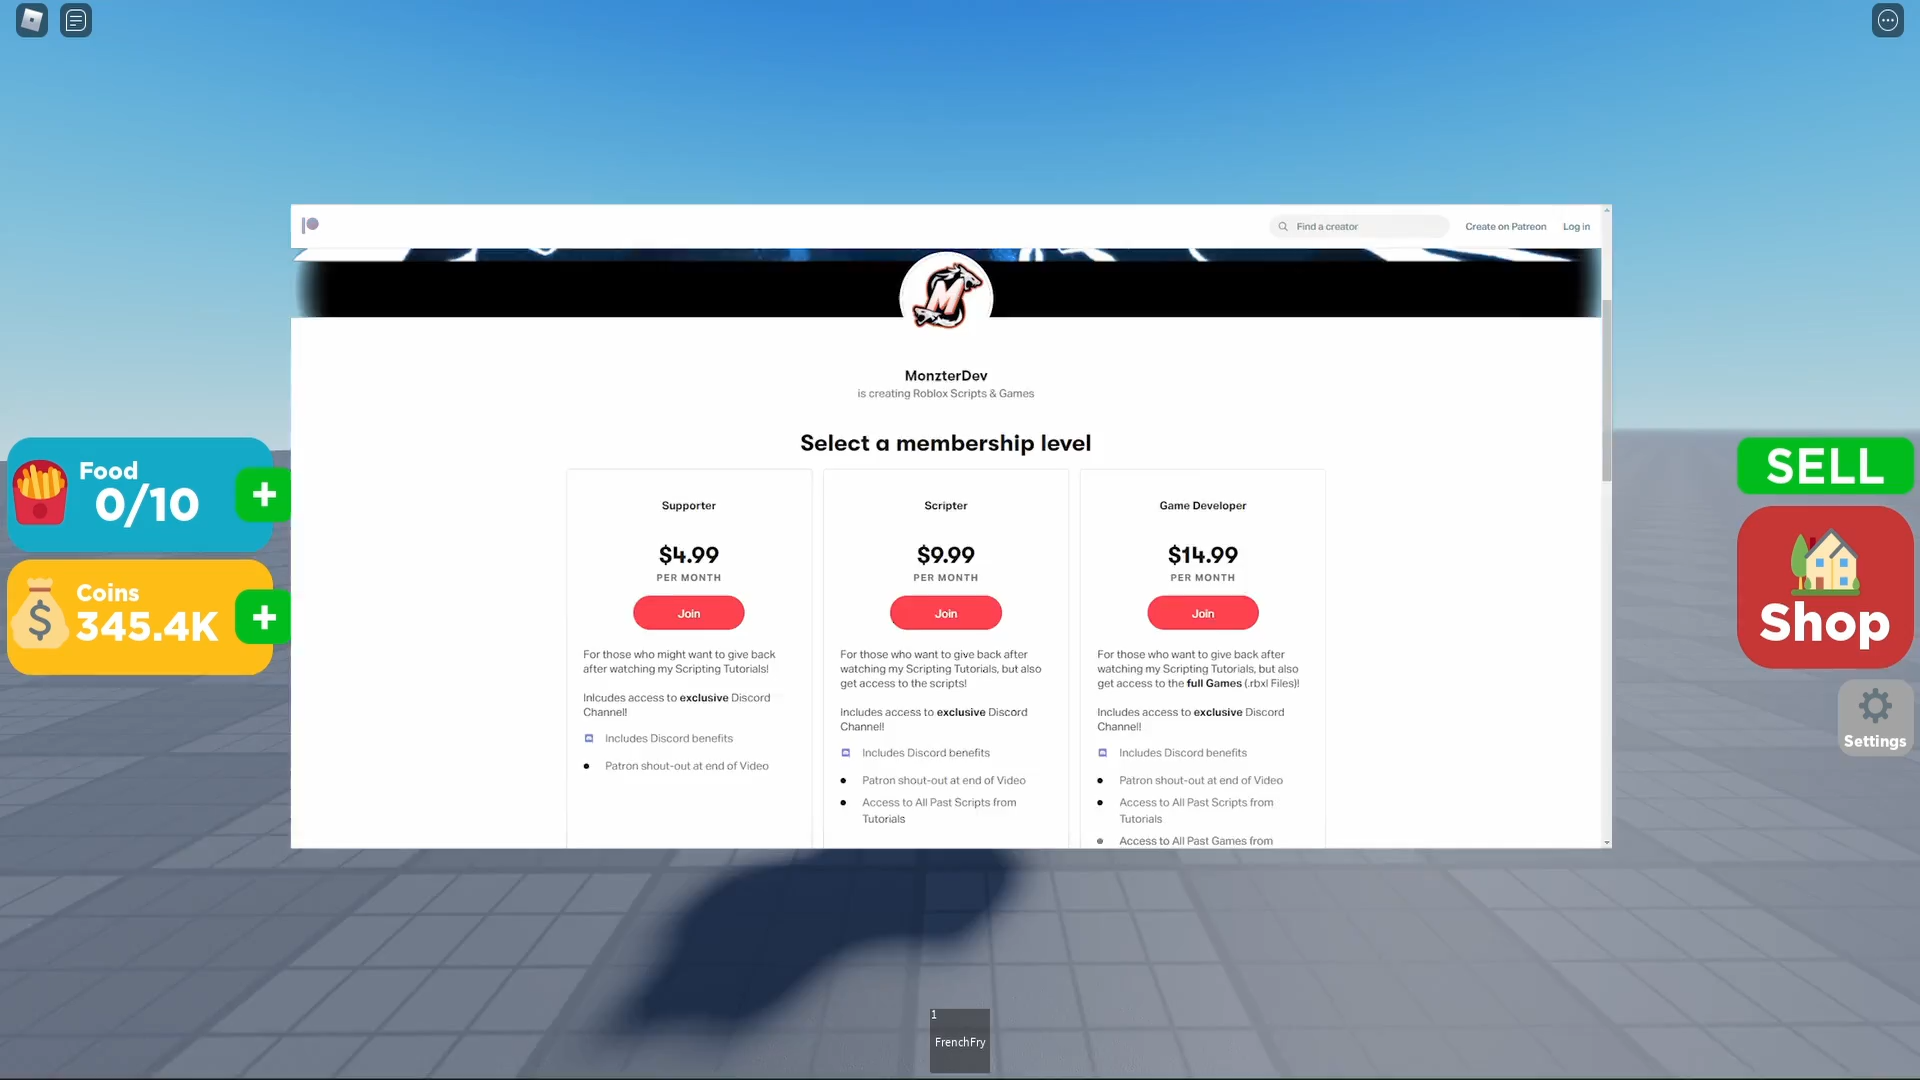 Find a creator
Create on Patreon
Log in
MonzterDev
is creating Roblox Scripts & Games
Select a membership level
Supporter
$4.99
PER MONTH
Join
For those who might want to give back
after watching my Scripting Tutorials!
Inlcudes access to exclusive Discord
Channel!
Includes Discord benefits
Patron shout-out at end of Video
Scripter
$9.99
PER MONTH
Join
For those who want to give back after
watching my Scripting Tutorials, but also
get access to the scripts!
Includes access to exclusive Discord
Channel!
Includes Discord benefits
Patron shout-out at end of Video
Access to All Past Scripts from
Tutorials
Game Developer
$14.99
PER MONTH
Join
For those who want to give back after
watching my Scripting Tutorials, but also
get access to the full Games (.rbxl Files)!
Includes access to exclusive Discord
Channel!
Includes Discord benefits
Patron shout-out at end of Video
Access to All Past Scripts from
Tutorials
Access to All Past Games from
Food
0/10
+
Coins
345.4K
+
SELL
Shop
Settings
1
FrenchFry